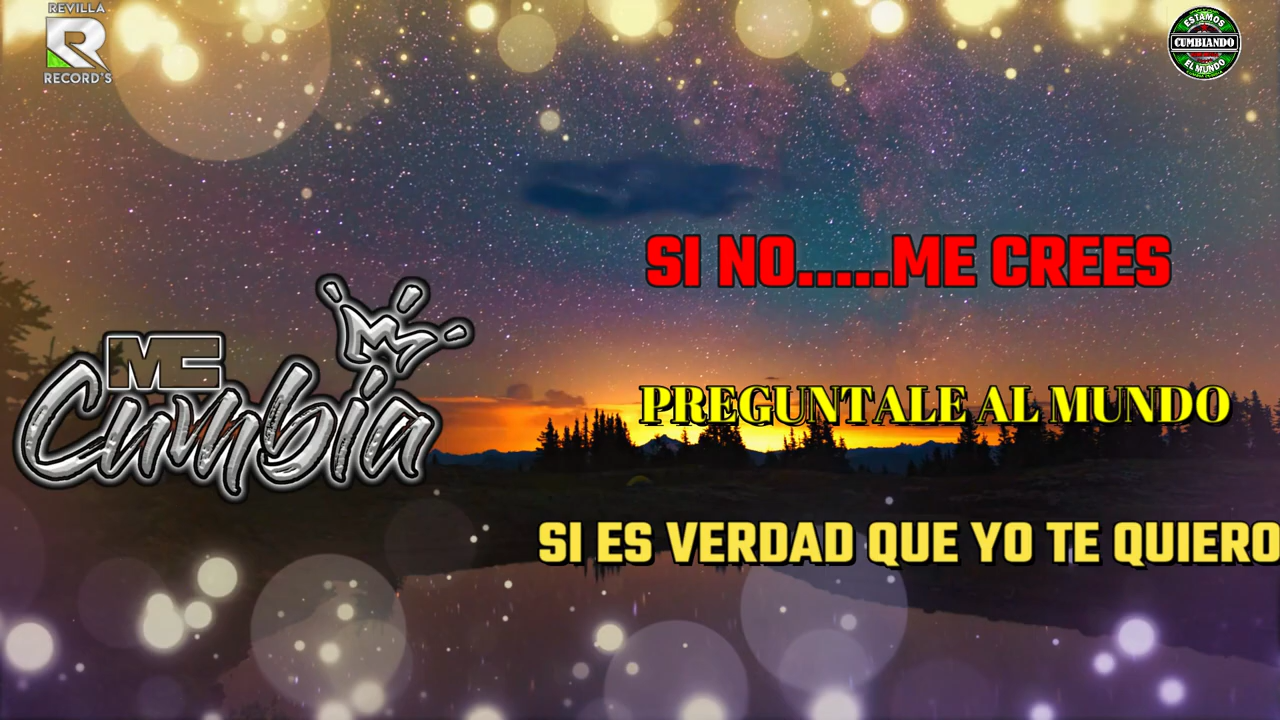 REVILLA
RECORD'S
ESTAMOS
CUMBIANDO
EL MUNDO
SI NO.....ME CREES
MC
Cumbia
PREGUNTALE AL MUNDO
SI ES VERDAD QUE YO TE QUIERO